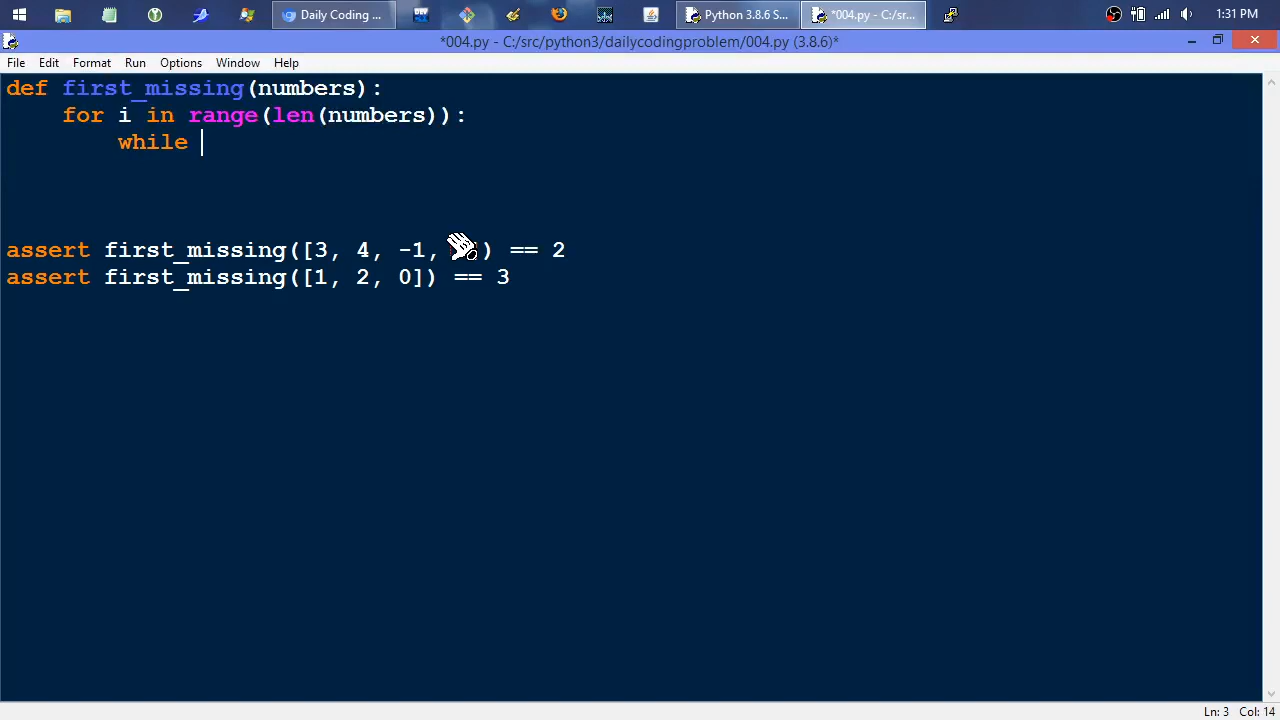 Daily Coding ...
Python 3.8.6 S...
*004.py - C:/sr...
1:31 PM
*004.py - C:/src/python3/dailycodingproblem/004.py (3.8.6)*
File Edit Format Run Options Window Help
def first_missing(numbers):
for i in range(len(numbers)):
while
assert first_missing([3, 4, -1, ) == 2
assert first_missing([1, 2, 0]) == 3
Ln: 3 Col: 14